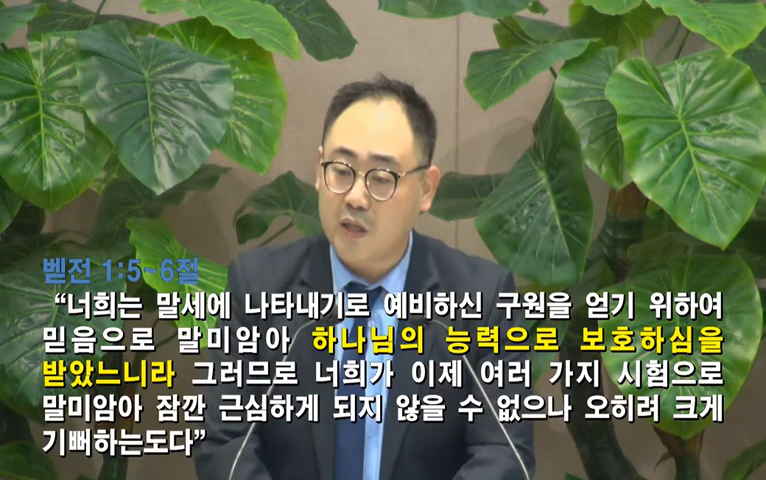 벧전 1:5~6절
“너희는 말세에 나타내기로 예비하신 구원을 얻기 위하여
믿음으로 말미암아 하나님의 능력으로 보호하심을
받았느니라 그러므로 너희가 이제 여러 가지 시험으로
말미암아 잠깐 근심하게 되지 않을 수 없으나 오히려 크게
기뻐하는도다”